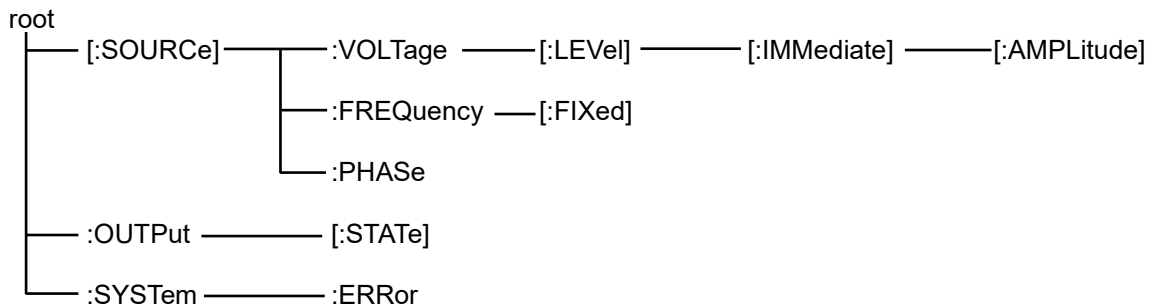 root
[:SOURCe] :VOLTage [:LEVel] [:IMMediate] [:AMPLitude]
:FREQuency [:FIXed]
:PHASe
:OUTPut [:STATe]
:SYSTem :ERRor